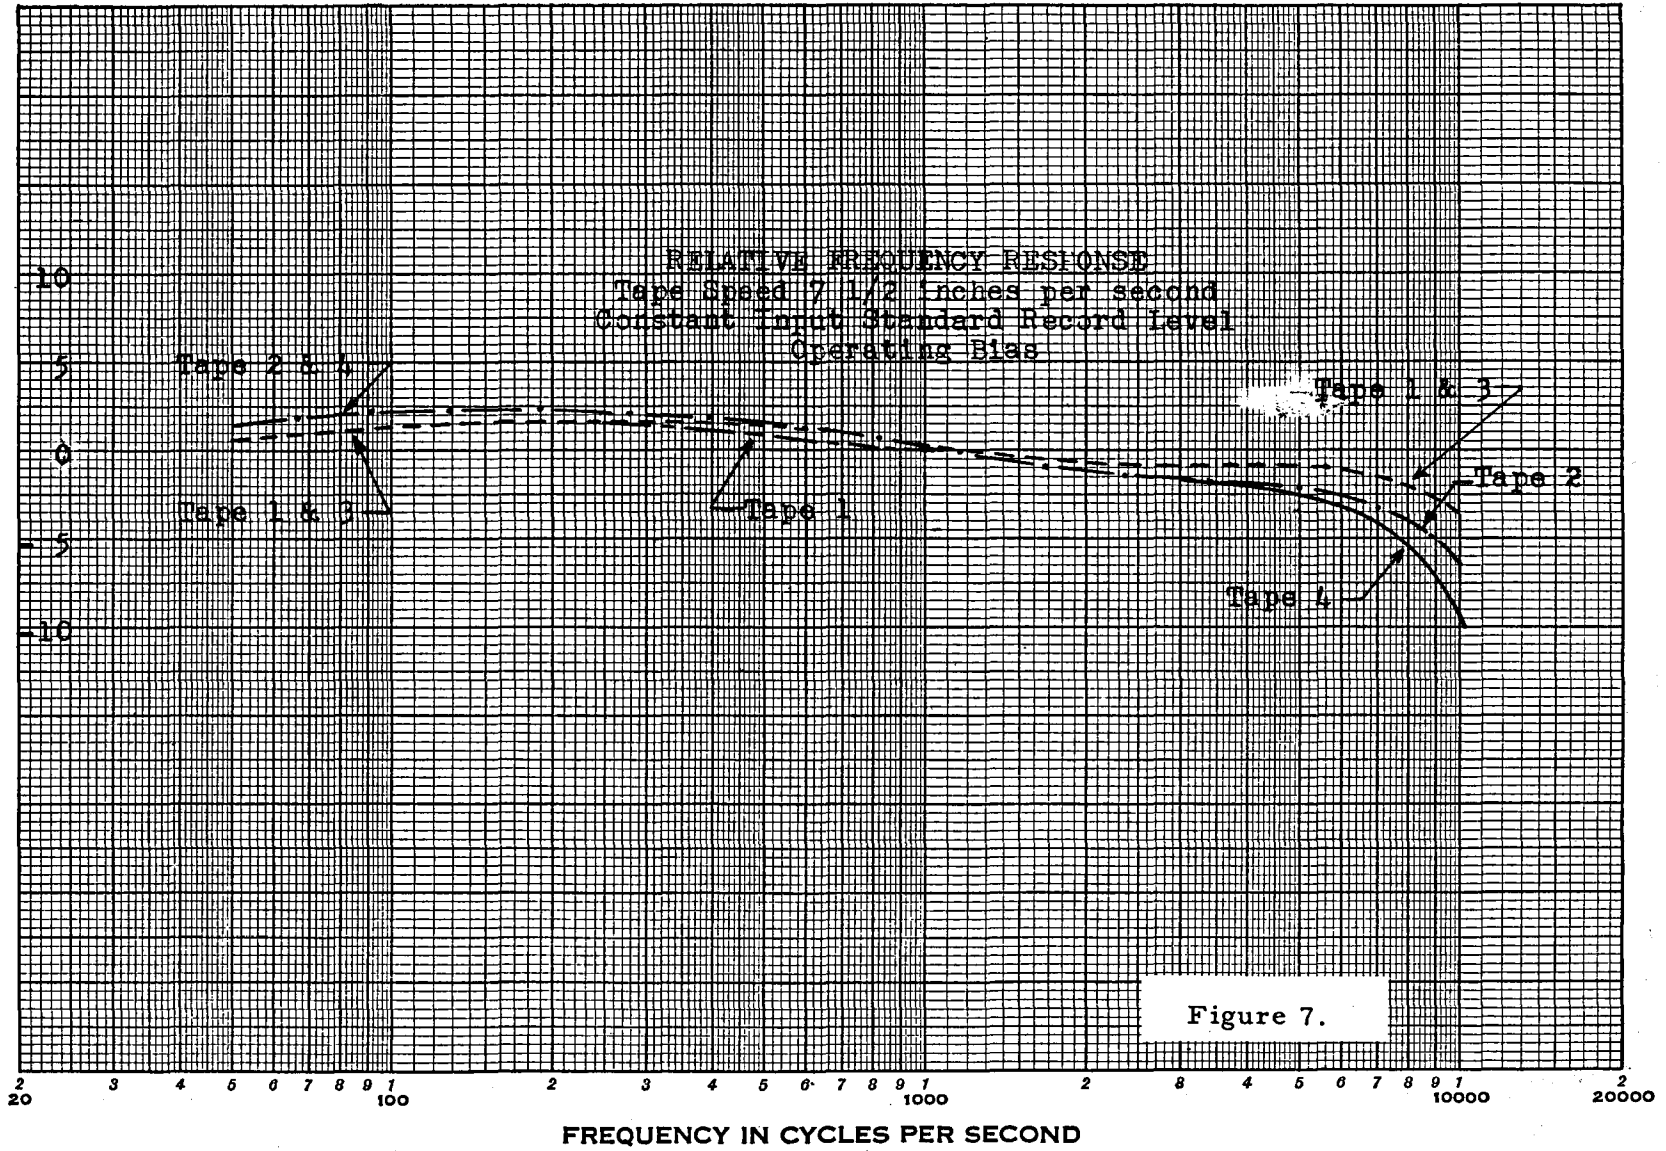 RELATIVE FREQUENCY RESPONSE
Tape Speed 7 1/2 inches per second
Constant Input Standard Record Level
Operating Bias
10
5
0
- 5
-10
Tape 2 & 4
Tape 1 & 3
Tape 1
Tape 1 & 3
Tape 2
Tape 4
Figure 7.
2 3 4 5 6 7 8 9 1 2 3 4 5 6 7 8 9 1 2 3 4 5 6 7 8 9 1 2
20 100 1000 10000 20000
FREQUENCY IN CYCLES PER SECOND